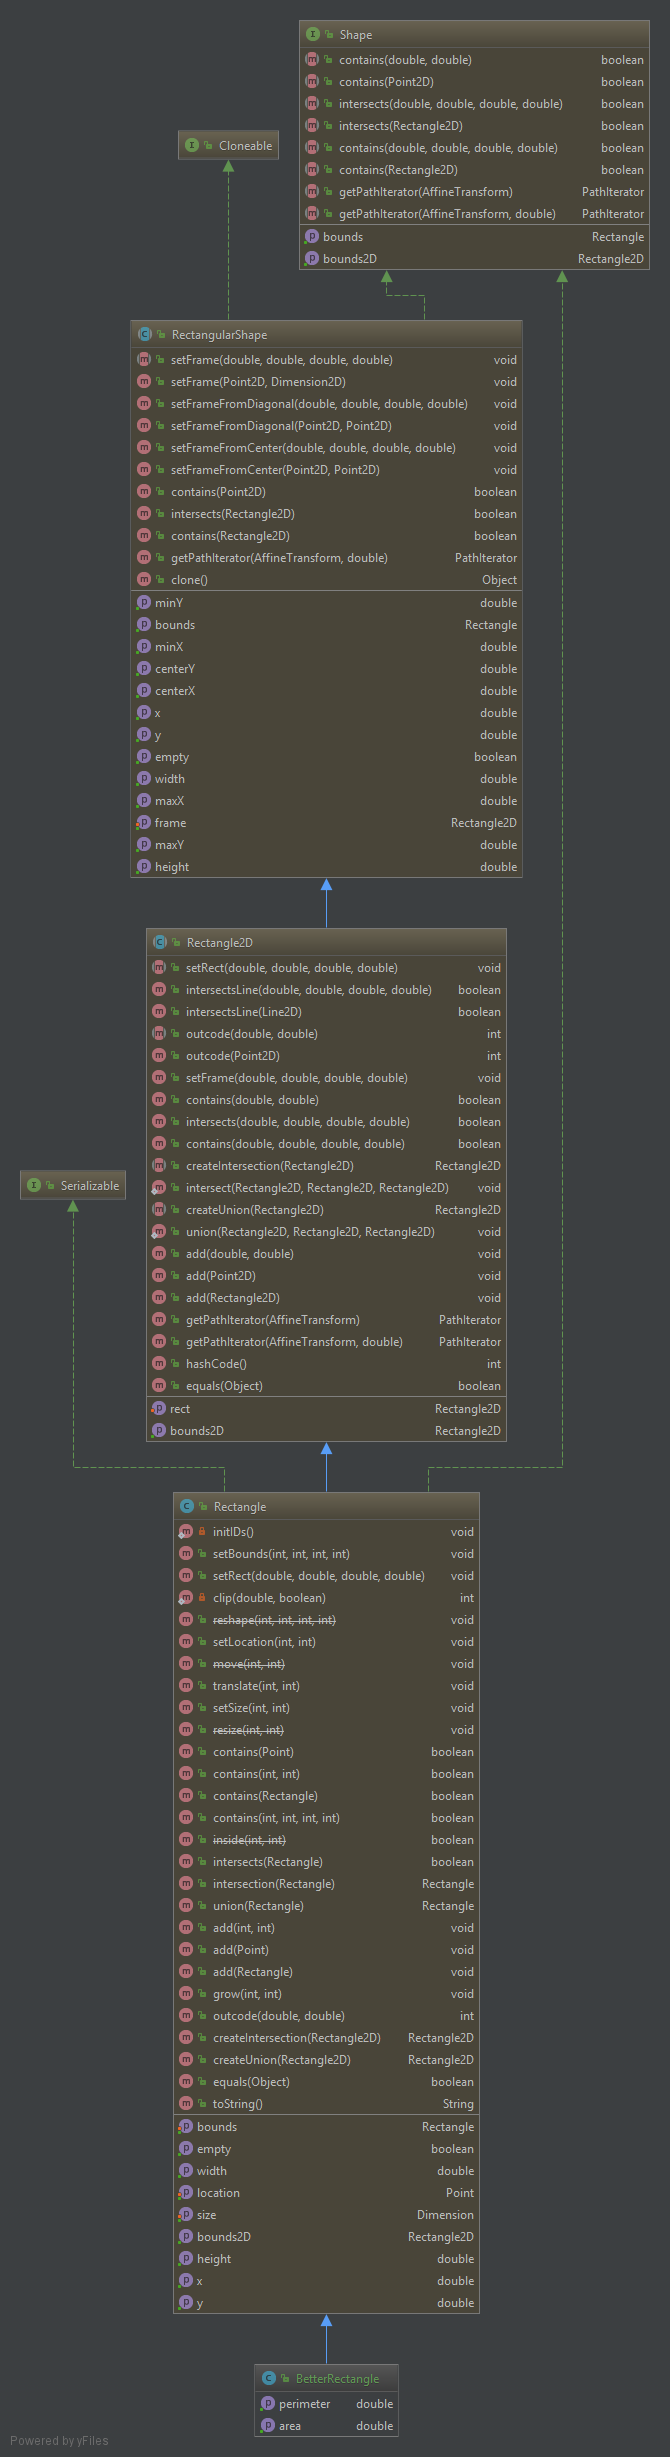 Shape
contains(double, double) boolean
contains(Point2D) boolean
intersects(double, double, double, double) boolean
intersects(Rectangle2D) boolean
contains(double, double, double, double) boolean
contains(Rectangle2D) boolean
getPathIterator(AffineTransform) PathIterator
getPathIterator(AffineTransform, double) PathIterator
bounds Rectangle
bounds2D Rectangle2D
Cloneable
RectangularShape
setFrame(double, double, double, double) void
setFrame(Point2D, Dimension2D) void
setFrameFromDiagonal(double, double, double, double) void
setFrameFromDiagonal(Point2D, Point2D) void
setFrameFromCenter(double, double, double, double) void
setFrameFromCenter(Point2D, Point2D) void
contains(Point2D) boolean
intersects(Rectangle2D) boolean
contains(Rectangle2D) boolean
getPathIterator(AffineTransform, double) PathIterator
clone() Object
minY double
bounds Rectangle
minX double
centerY double
centerX double
x double
y double
empty boolean
width double
maxX double
frame Rectangle2D
maxY double
height double
Rectangle2D
setRect(double, double, double, double) void
intersectsLine(double, double, double, double) boolean
intersectsLine(Line2D) boolean
outcode(double, double) int
outcode(Point2D) int
setFrame(double, double, double, double) void
contains(double, double) boolean
intersects(double, double, double, double) boolean
contains(double, double, double, double) boolean
createIntersection(Rectangle2D) Rectangle2D
intersect(Rectangle2D, Rectangle2D, Rectangle2D) void
createUnion(Rectangle2D) Rectangle2D
union(Rectangle2D, Rectangle2D, Rectangle2D) void
add(double, double) void
add(Point2D) void
add(Rectangle2D) void
getPathIterator(AffineTransform) PathIterator
getPathIterator(AffineTransform, double) PathIterator
hashCode() int
equals(Object) boolean
rect Rectangle2D
bounds2D Rectangle2D
Serializable
Rectangle
initIDs() void
setBounds(int, int, int, int) void
setRect(double, double, double, double) void
clip(double, boolean) int
reshape(int, int, int, int) void
setLocation(int, int) void
move(int, int) void
translate(int, int) void
setSize(int, int) void
resize(int, int) void
contains(Point) boolean
contains(int, int) boolean
contains(Rectangle) boolean
contains(int, int, int, int) boolean
inside(int, int) boolean
intersects(Rectangle) boolean
intersection(Rectangle) Rectangle
union(Rectangle) Rectangle
add(int, int) void
add(Point) void
add(Rectangle) void
grow(int, int) void
outcode(double, double) int
createIntersection(Rectangle2D) Rectangle2D
createUnion(Rectangle2D) Rectangle2D
equals(Object) boolean
toString() String
bounds Rectangle
empty boolean
width double
location Point
size Dimension
bounds2D Rectangle2D
height double
x double
y double
BetterRectangle
perimeter double
area double
Powered by yFiles